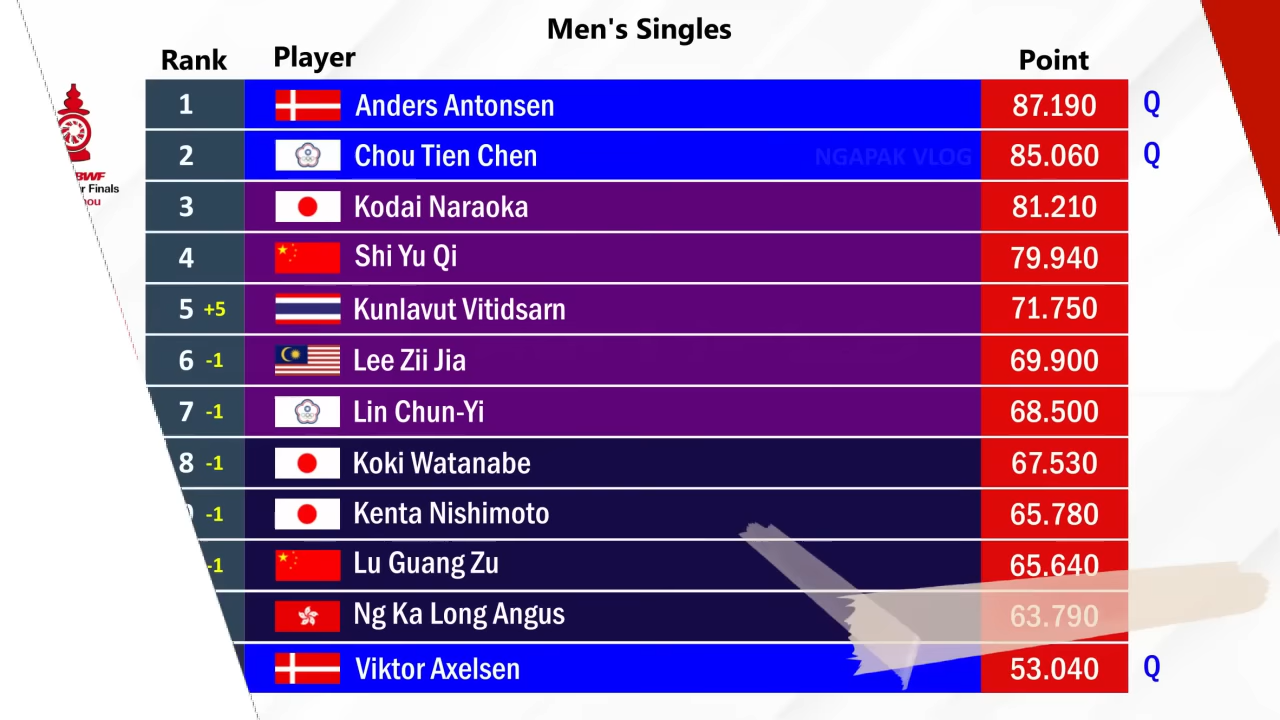 Men's Singles
Rank Player Point
1 Anders Antonsen 87.190 Q
2 Chou Tien Chen 85.060 Q
NGAPAK VLOG
3 Kodai Naraoka 81.210
4 Shi Yu Qi 79.940
5 +5 Kunlavut Vitidsarn 71.750
6 -1 Lee Zii Jia 69.900
7 -1 Lin Chun-Yi 68.500
8 -1 Koki Watanabe 67.530
-1 Kenta Nishimoto 65.780
-1 Lu Guang Zu 65.640
Ng Ka Long Angus 63.790
Viktor Axelsen 53.040 Q
BWF
Finals